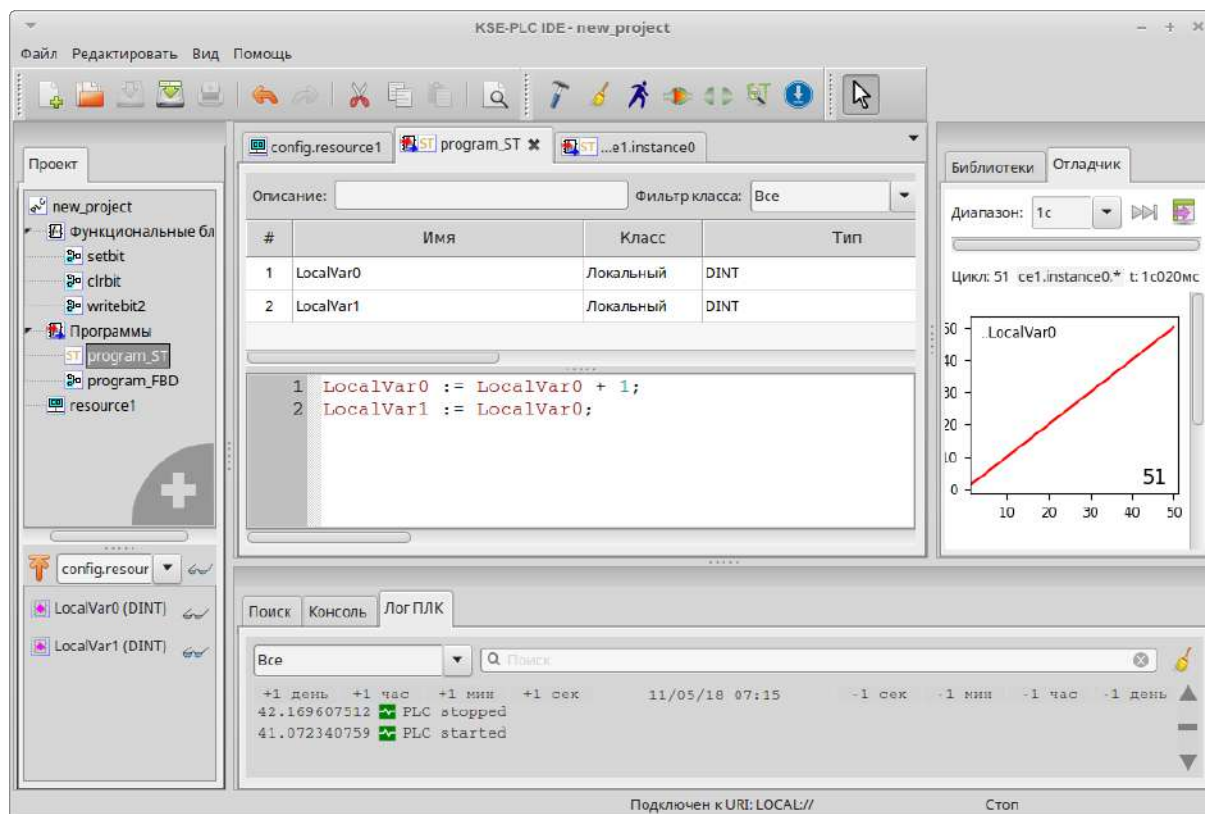 KSE-PLC IDE - new_project
Файл Редактировать Вид Помощь
Проект
new_project
Функциональные бл
setbit
clrbit
writebit2
Программы
ST program_ST
program_FBD
resource1
config.resour
LocalVar0 (DINT)
LocalVar1 (DINT)
config.resource1 ST program_ST ST ...e1.instance0
Описание: Фильтр класса: Все
# Имя Класс Тип
1 LocalVar0 Локальный DINT
2 LocalVar1 Локальный DINT
1 LocalVar0 := LocalVar0 + 1;
2 LocalVar1 := LocalVar0;
Библиотеки Отладчик
Диапазон: 1с
Цикл: 51 ce1.instance0.* t: 1с020мс
..LocalVar0
50
40
30
20
10
0
51
10 20 30 40 50
Поиск Консоль Лог ПЛК
Все Поиск
+1 день +1 час +1 мин +1 сек 11/05/18 07:15 -1 сек -1 мин -1 час -1 день
42.169607512 PLC stopped
41.072340759 PLC started
Подключен к URI: LOCAL:// Стоп